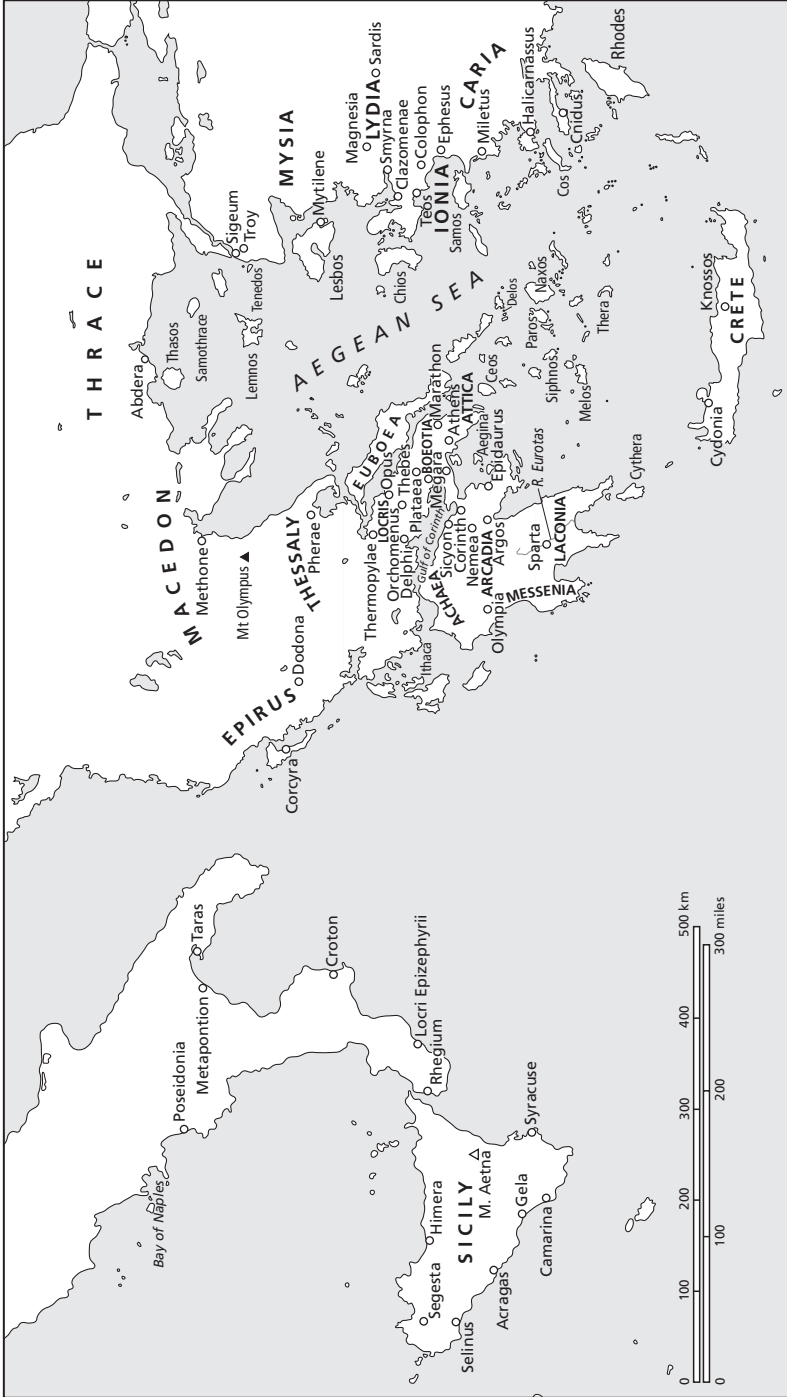 THRACE
MACEDON
Abdera
Thasos
Samothrace
Lemnos
Tenedos
Sigeum
Troy
MYSIA
Mytilene
Lesbos
Magnesia
LYDIA
Sardis
Smyrna
Clazomenae
Colophon
Teos
IONIA
Ephesus
Samos
Miletus
CARIA
Halicarnassus
Cnidus
Cos
Rhodes
Chios
AEGEAN SEA
Methone
Mt Olympus
THESSALY
Pherae
EPIRUS
Dodona
Corcyra
Thermopylae
LOCRIS
Opus
EUBOEA
Orchomenus
Thebes
Delphi
Plataea
BOEOTIA
Marathon
Megara
Athens
ATTICA
Gulf of Corinth
Ithaca
ACHAEA
Sicyon
Corinth
Nemea
Aegina
Epidaurus
ARCADIA
Argos
Olympia
Sparta
R. Eurotas
LACONIA
MESSENIA
Cythera
Ceos
Delos
Paros
Naxos
Siphnos
Melos
Thera
Knossos
CRETE
Cydonia
Bay of Naples
Poseidonia
Metapontion
Taras
Croton
Locri Epizephyrii
Rhegium
SICILY
M. Aetna
Himera
Segesta
Selinus
Acragas
Gela
Camarina
Syracuse
0 100 200 300 400 500 km
0 100 200 300 miles